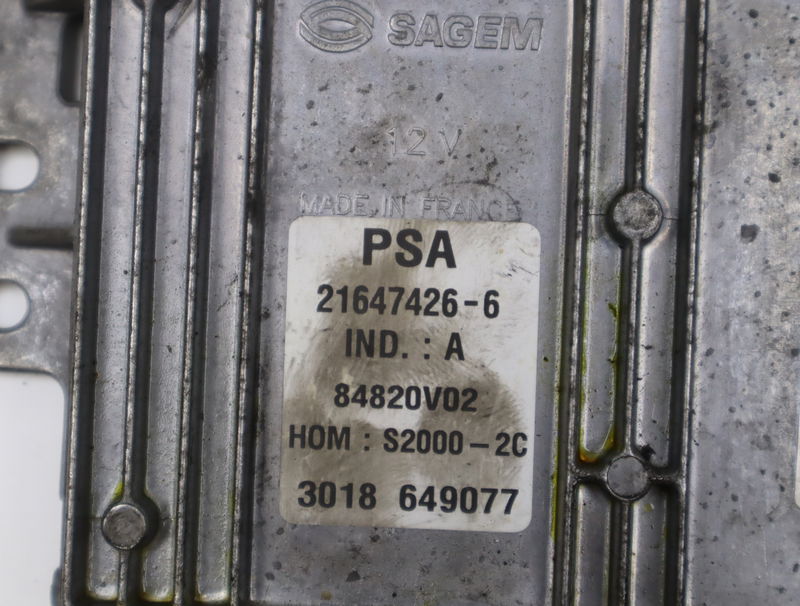 SAGEM
12 V
MADE IN FRANCE
PSA
21647426-6
IND. : A
84820V02
HOM : S2000-2C
3018 649077